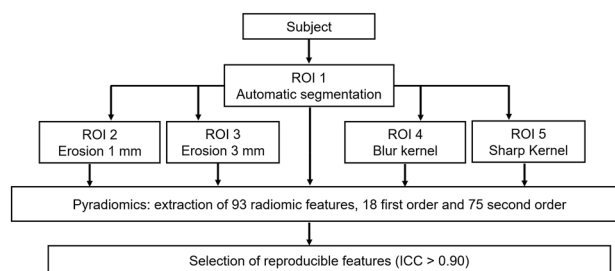 Subject
ROI 1
Automatic segmentation
ROI 2
Erosion 1 mm
ROI 3
Erosion 3 mm
ROI 4
Blur kernel
ROI 5
Sharp Kernel
Pyradiomics: extraction of 93 radiomic features, 18 first order and 75 second order
Selection of reproducible features (ICC > 0.90)